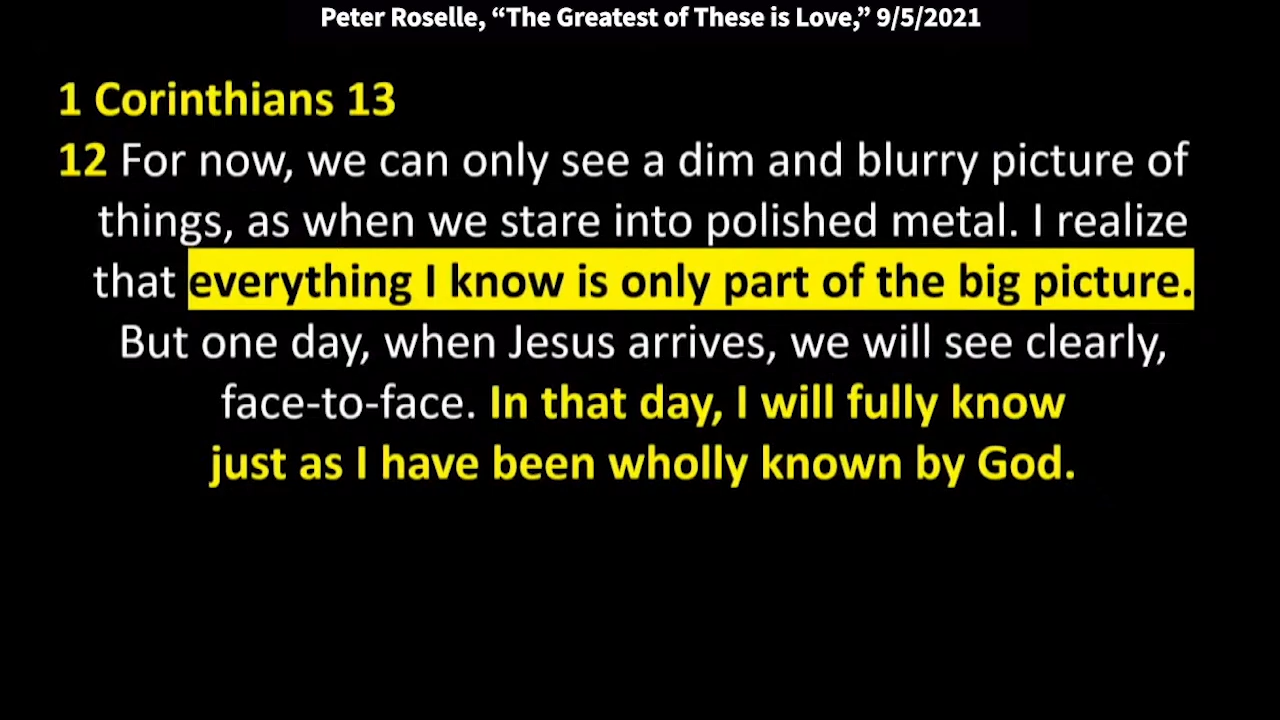 Peter Roselle, “The Greatest of These is Love,” 9/5/2021
1 Corinthians 13
12 For now, we can only see a dim and blurry picture of
things, as when we stare into polished metal. I realize
that everything I know is only part of the big picture.
But one day, when Jesus arrives, we will see clearly,
face-to-face. In that day, I will fully know
just as I have been wholly known by God.